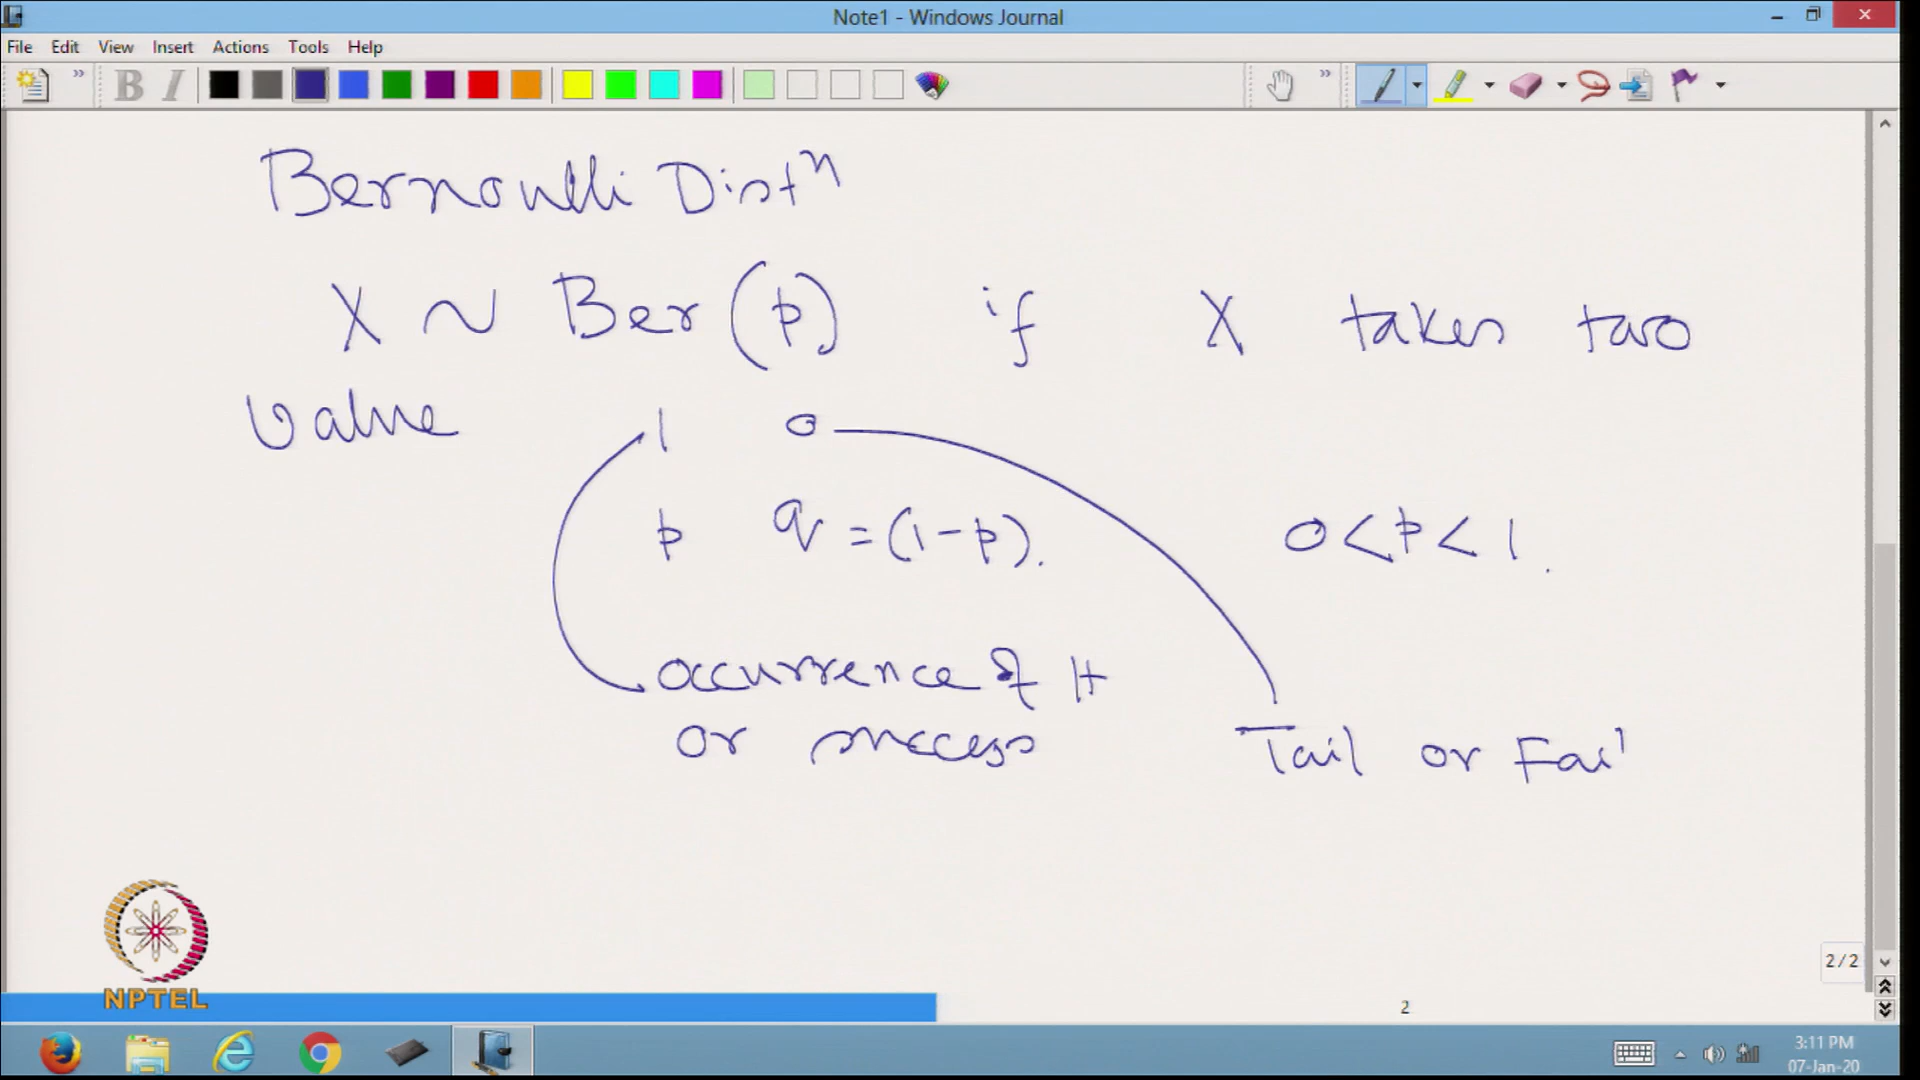 Note1 - Windows Journal
File Edit View Insert Actions Tools Help
B I
Bernoulli Distⁿ
X ~ Ber (p) if X takes two
value 1 0
p q = (1-p). 0 < p < 1.
occurrence of H
or success Tail or Fail
NPTEL
2/2
2
3:11 PM
07-Jan-20